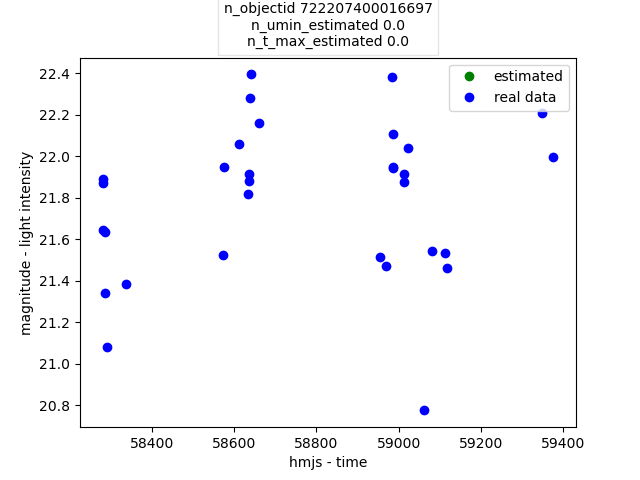 n_objectid 722207400016697
n_umin_estimated 0.0
n_t_max_estimated 0.0
estimated
real data
22.4
22.2
22.0
21.8
21.6
21.4
21.2
21.0
20.8
magnitude - light intensity
58400
58600
58800
59000
59200
59400
hmjs - time